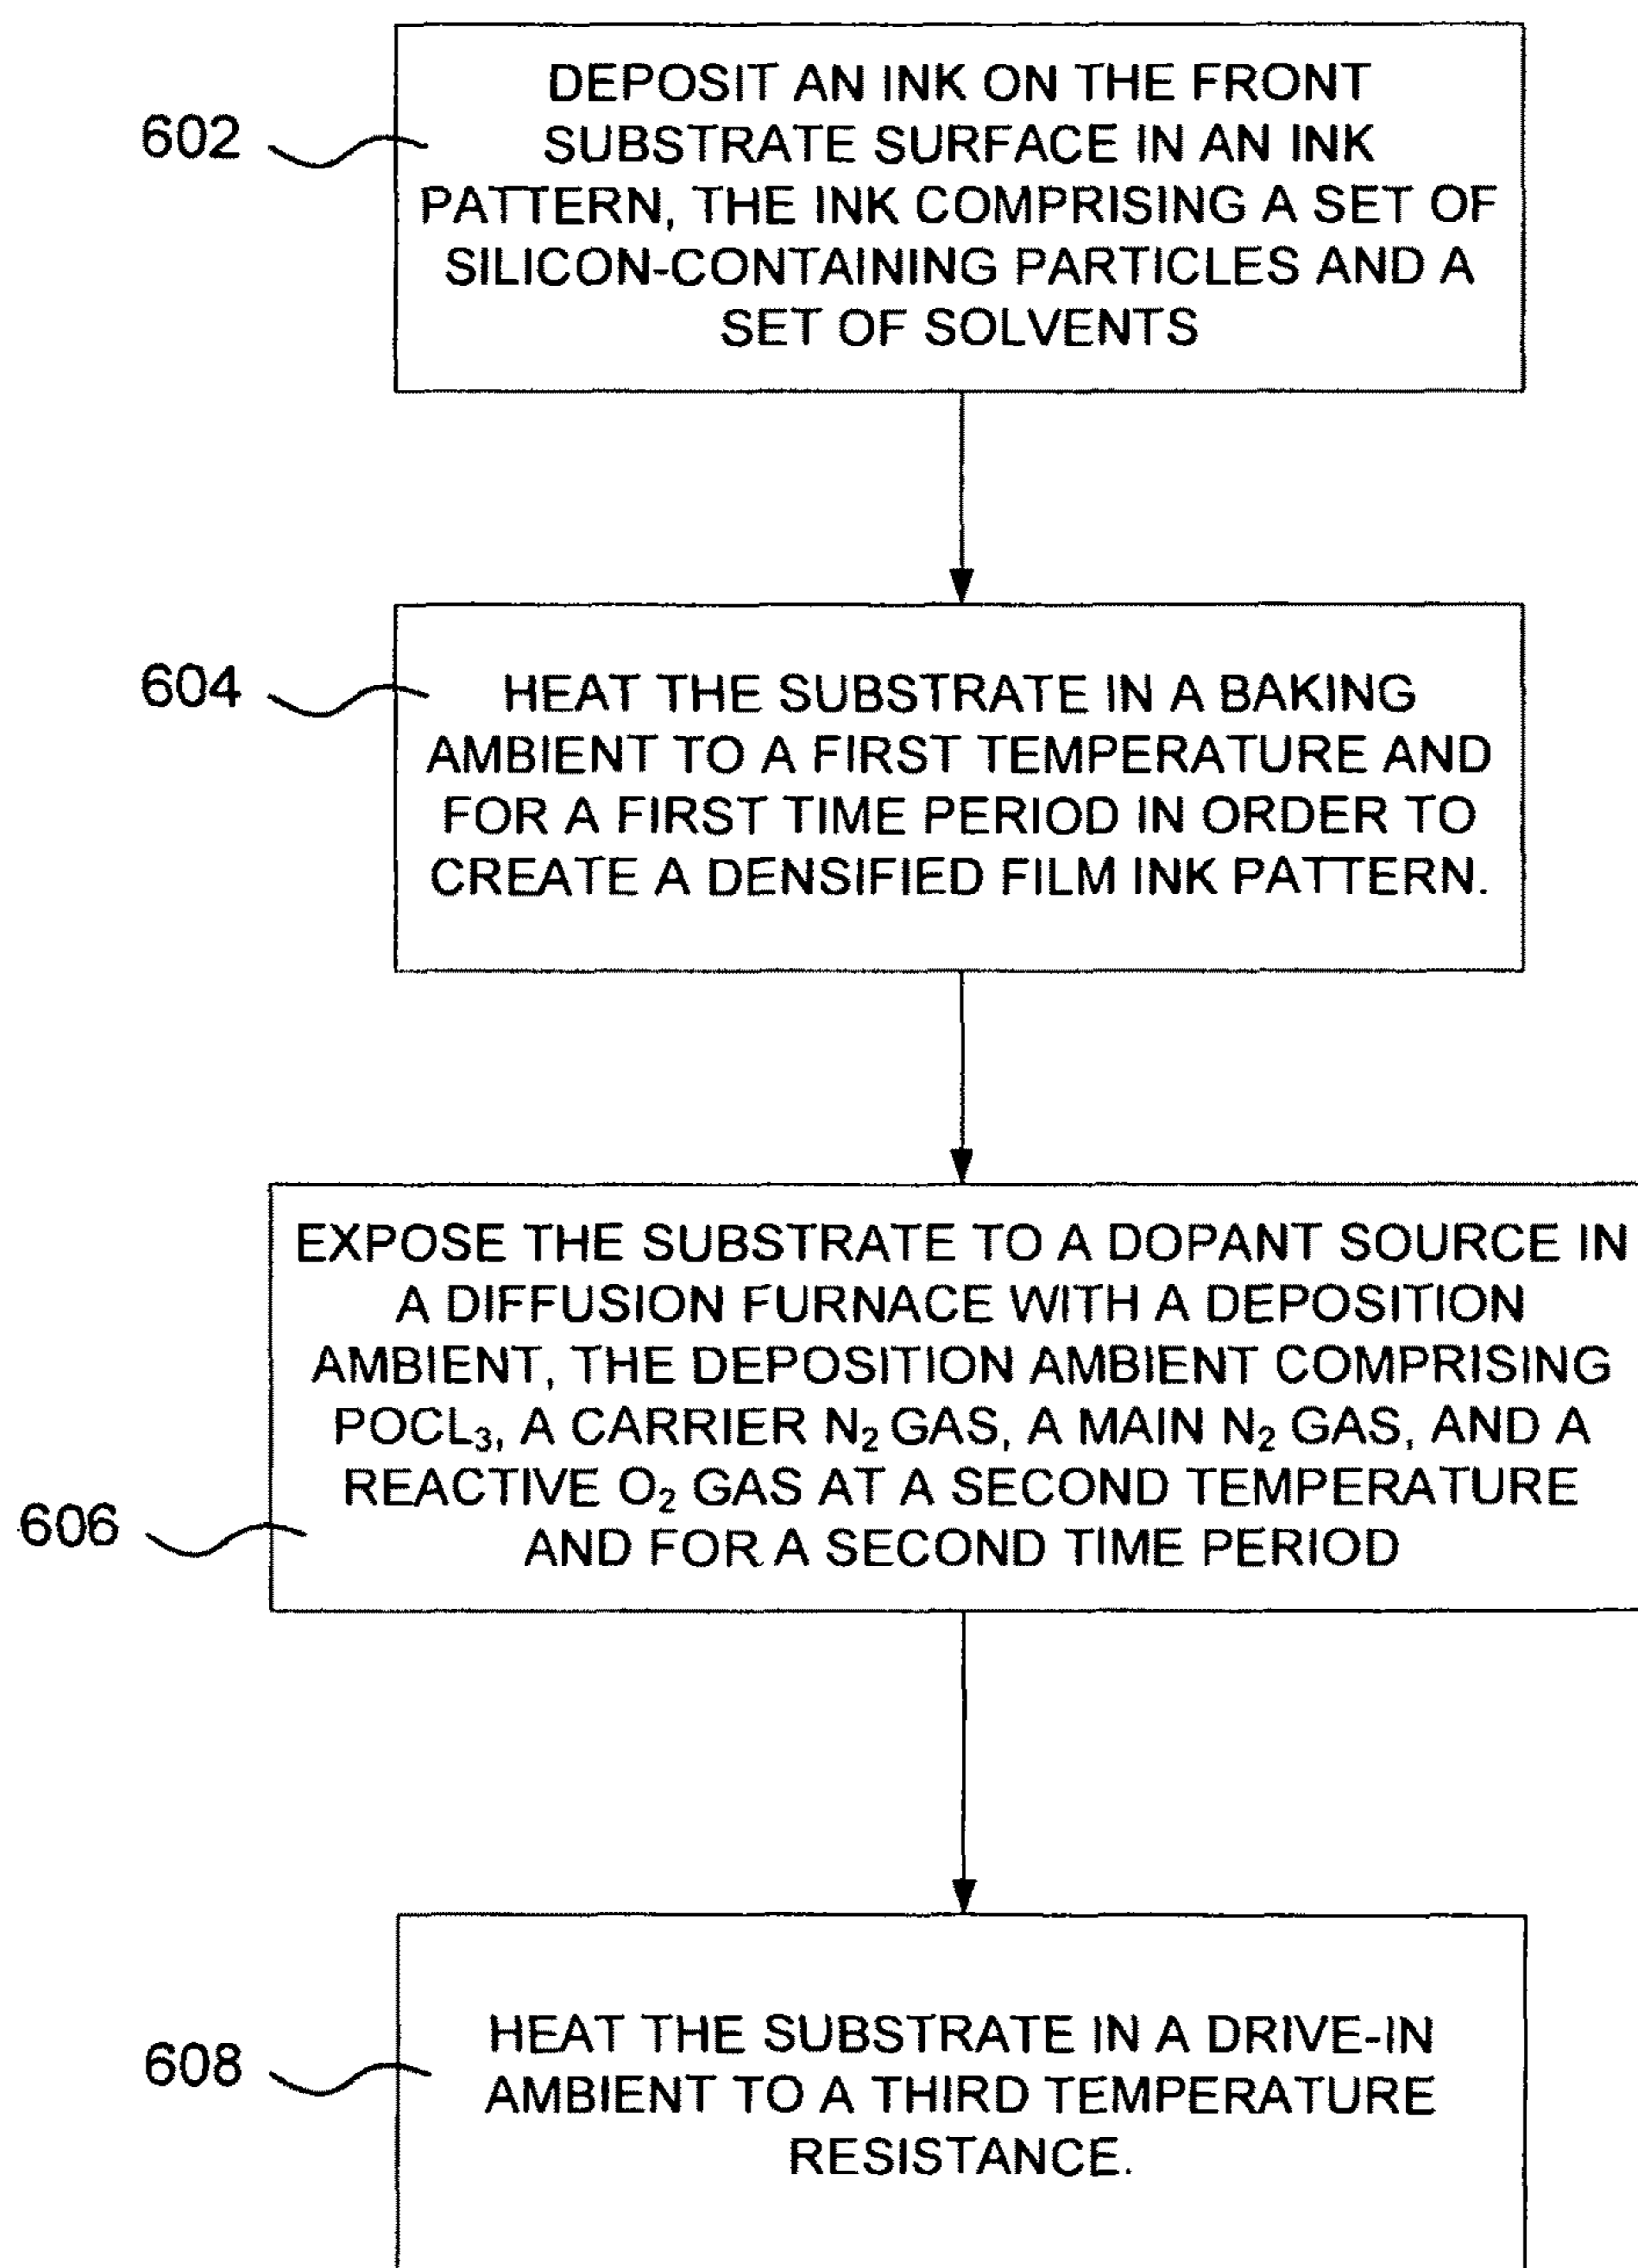 DEPOSIT AN INK ON THE FRONT
602
SUBSTRATE SURFACE IN AN INK
PATTERN, THE INK COMPRISING A SET OF
SILICON-CONTAINING PARTICLES AND A
SET OF SOLVENTS
604
HEAT THE SUBSTRATE IN A BAKING
AMBIENT TO A FIRST TEMPERATURE AND
FOR A FIRST TIME PERIOD IN ORDER TO
CREATE A DENSIFIED FILM INK PATTERN.
EXPOSE THE SUBSTRATE TO A DOPANT SOURCE IN
A DIFFUSION FURNACE WITH A DEPOSITION
AMBIENT, THE DEPOSITION AMBIENT COMPRISING
POCL₃, A CARRIER N₂ GAS, A MAIN N₂ GAS, AND A
REACTIVE O₂ GAS AT A SECOND TEMPERATURE
606
AND FOR A SECOND TIME PERIOD
HEAT THE SUBSTRATE IN A DRIVE-IN
608
AMBIENT TO A THIRD TEMPERATURE
RESISTANCE.